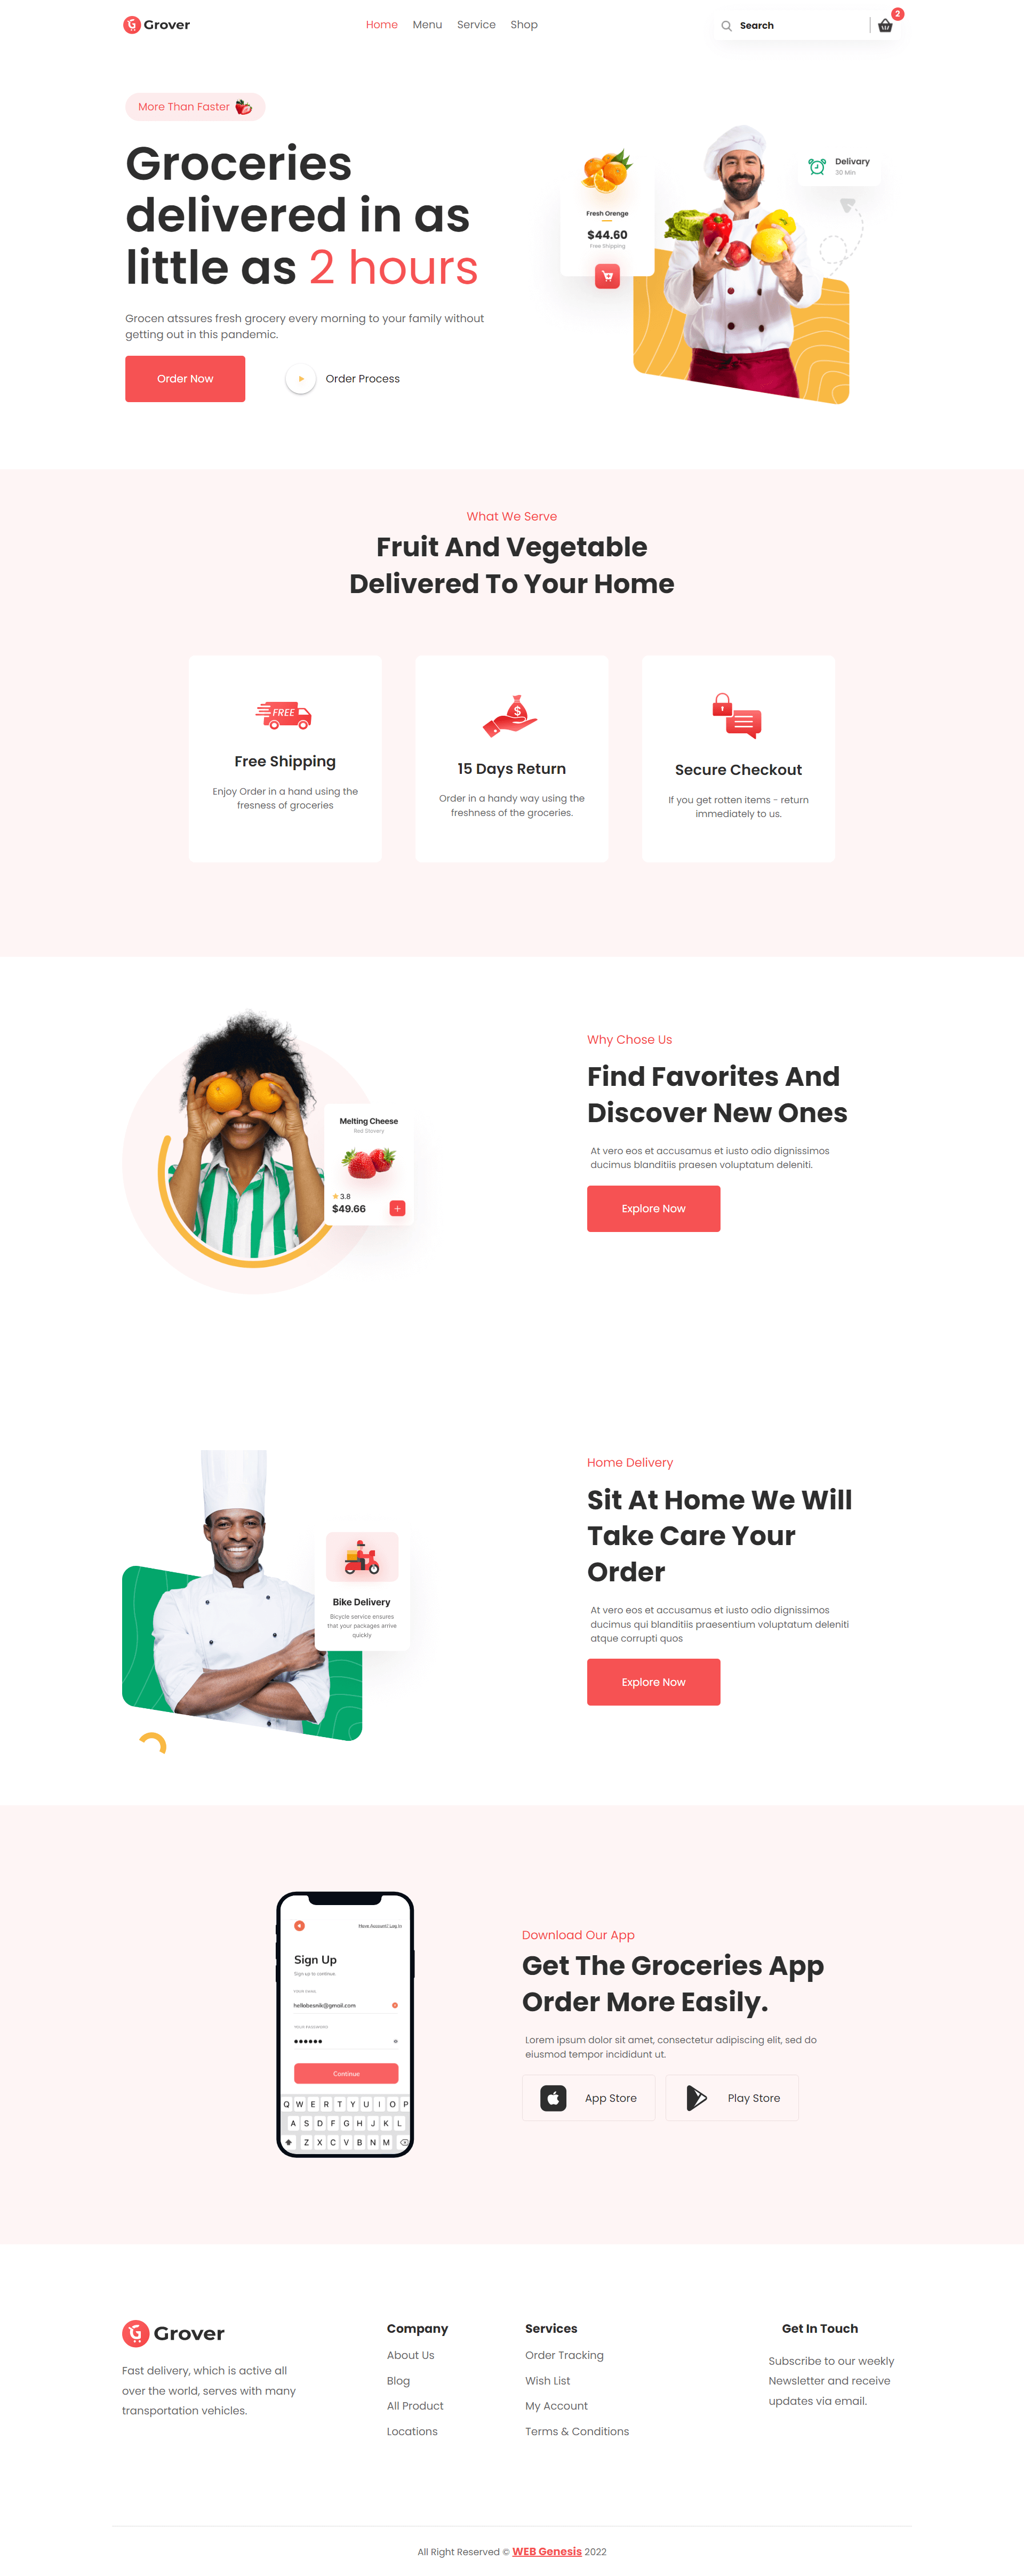 Grover
Home Menu Service Shop
Search
2
More Than Faster
Groceries
delivered in as
little as 2 hours
Grocen atssures fresh grocery every morning to your family without
getting out in this pandemic.
Order Now
Order Process
Fresh Orenge
$44.60
Free Shipping
Delivary
30 Min
What We Serve
Fruit And Vegetable
Delivered To Your Home
FREE
Free Shipping
Enjoy Order in a hand using the
fresness of groceries
$
15 Days Return
Order in a handy way using the
freshness of the groceries.
Secure Checkout
If you get rotten items - return
immediately to us.
Melting Cheese
Red Stovary
3.8
$49.66
Why Chose Us
Find Favorites And
Discover New Ones
At vero eos et accusamus et iusto odio dignissimos
ducimus blanditiis praesen voluptatum deleniti.
Explore Now
Bike Delivery
Bicycle service ensures
that your packages arrive
quickly
Home Delivery
Sit At Home We Will
Take Care Your
Order
At vero eos et accusamus et iusto odio dignissimos
ducimus qui blanditiis praesentium voluptatum deleniti
atque corrupti quos
Explore Now
Have Account? Log In
Sign Up
Sign up to continue.
YOUR EMAIL
hellobesnik@gmail.com
YOUR PASSWORD
Continue
Q W E R T Y U I O P
A S D F G H J K L
Z X C V B N M
Download Our App
Get The Groceries App
Order More Easily.
Lorem ipsum dolor sit amet, consectetur adipiscing elit, sed do
eiusmod tempor incididunt ut.
App Store
Play Store
Grover
Fast delivery, which is active all
over the world, serves with many
transportation vehicles.
Company
About Us
Blog
All Product
Locations
Services
Order Tracking
Wish List
My Account
Terms & Conditions
Get In Touch
Subscribe to our weekly
Newsletter and receive
updates via email.
All Right Reserved © WEB Genesis 2022